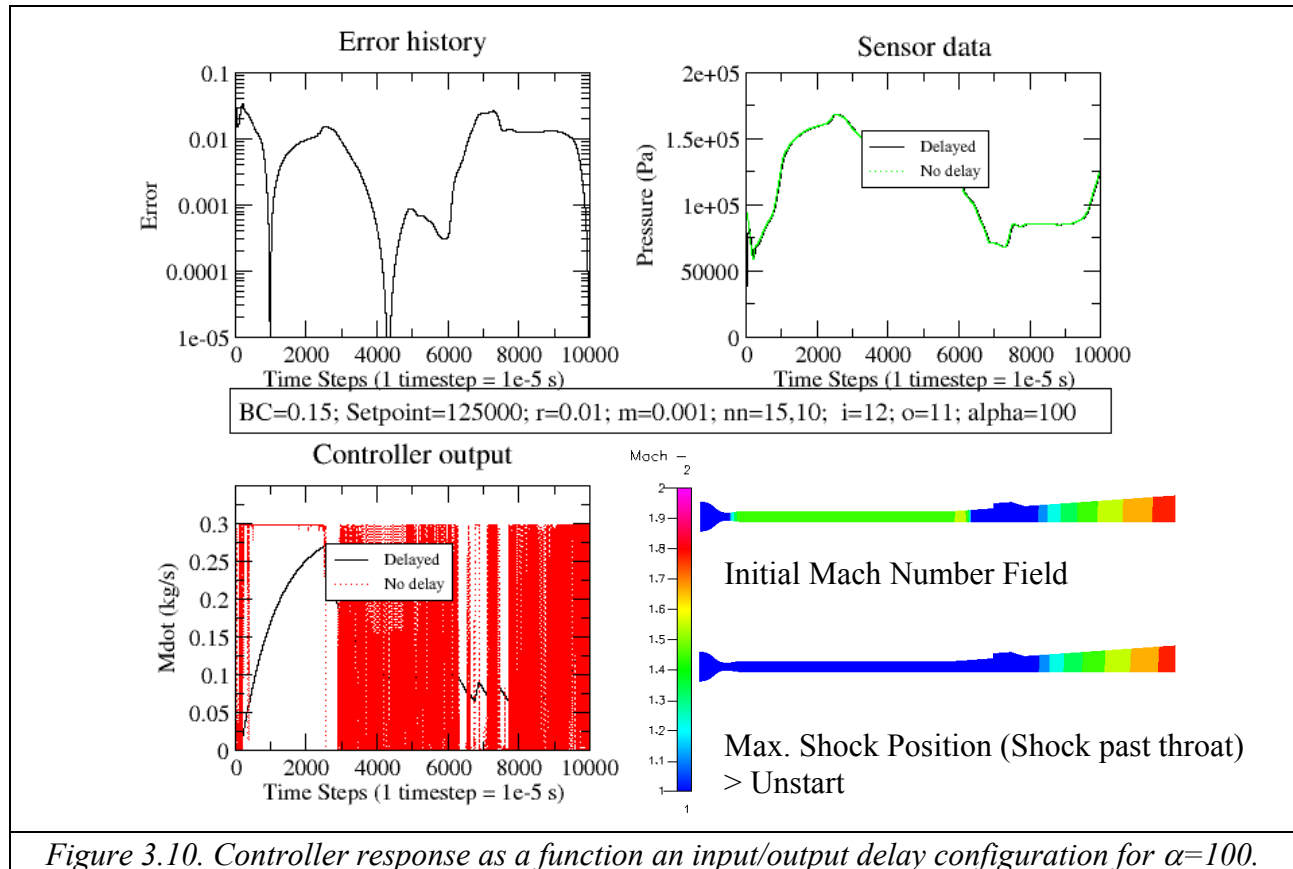 Error history
0.1
0.01
0.001
0.0001
1e-05
Error
0 2000 4000 6000 8000 10000
Time Steps (1 timestep = 1e-5 s)
Sensor data
2e+05
1.5e+05
1e+05
50000
0
Pressure (Pa)
Delayed
No delay
0 2000 4000 6000 8000 10000
Time Steps (1 timestep = 1e-5 s)
BC=0.15; Setpoint=125000; r=0.01; m=0.001; nn=15,10; i=12; o=11; alpha=100
Controller output
0.3
0.25
0.2
0.15
0.1
0.05
0
Mdot (kg/s)
Delayed
No delay
0 2000 4000 6000 8000 10000
Time Steps (1 timestep = 1e-5 s)
Mach
2
2
1.9
1.8
1.7
1.6
1.5
1.4
1.3
1.2
1.1
1
1
Initial Mach Number Field
Max. Shock Position (Shock past throat)
> Unstart
Figure 3.10. Controller response as a function an input/output delay configuration for α=100.